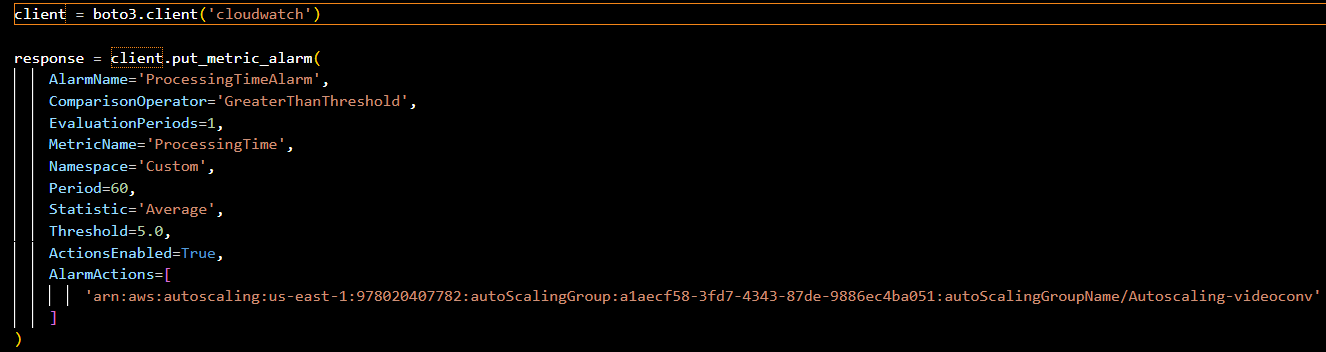 client = boto3.client('cloudwatch')
response = client.put_metric_alarm(
AlarmName='ProcessingTimeAlarm',
ComparisonOperator='GreaterThanThreshold',
EvaluationPeriods=1,
MetricName='ProcessingTime',
Namespace='Custom',
Period=60,
Statistic='Average',
Threshold=5.0,
ActionsEnabled=True,
AlarmActions=[
'arn:aws:autoscaling:us-east-1:978020407782:autoScalingGroup:a1aecf58-3fd7-4343-87de-9886ec4ba051:autoScalingGroupName/Autoscaling-videoconv'
]
)